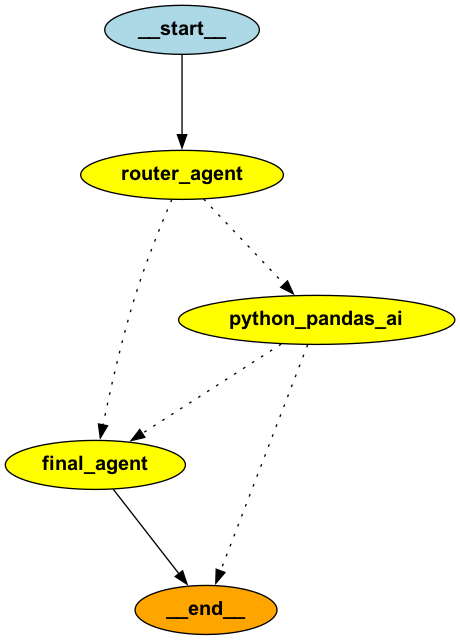 __start__
router_agent
python_pandas_ai
final_agent
__end__